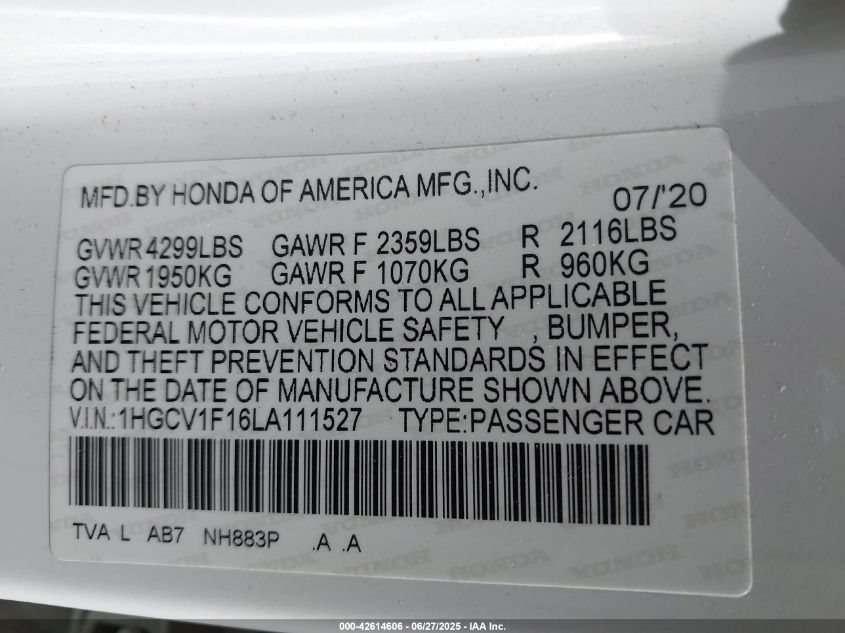 MFD.BY HONDA OF AMERICA MFG.,INC. 07/'20
GVWR 4299LBS GAWR F 2359LBS R 2116LBS
GVWR 1950KG GAWR F 1070KG R 960KG
THIS VEHICLE CONFORMS TO ALL APPLICABLE
FEDERAL MOTOR VEHICLE SAFETY , BUMPER,
AND THEFT PREVENTION STANDARDS IN EFFECT
ON THE DATE OF MANUFACTURE SHOWN ABOVE.
V.I.N.:1HGCV1F16LA111527 TYPE:PASSENGER CAR
TVA L AB7 NH883P .A .A
000-42614606 - 06/27/2025 - IAA Inc.